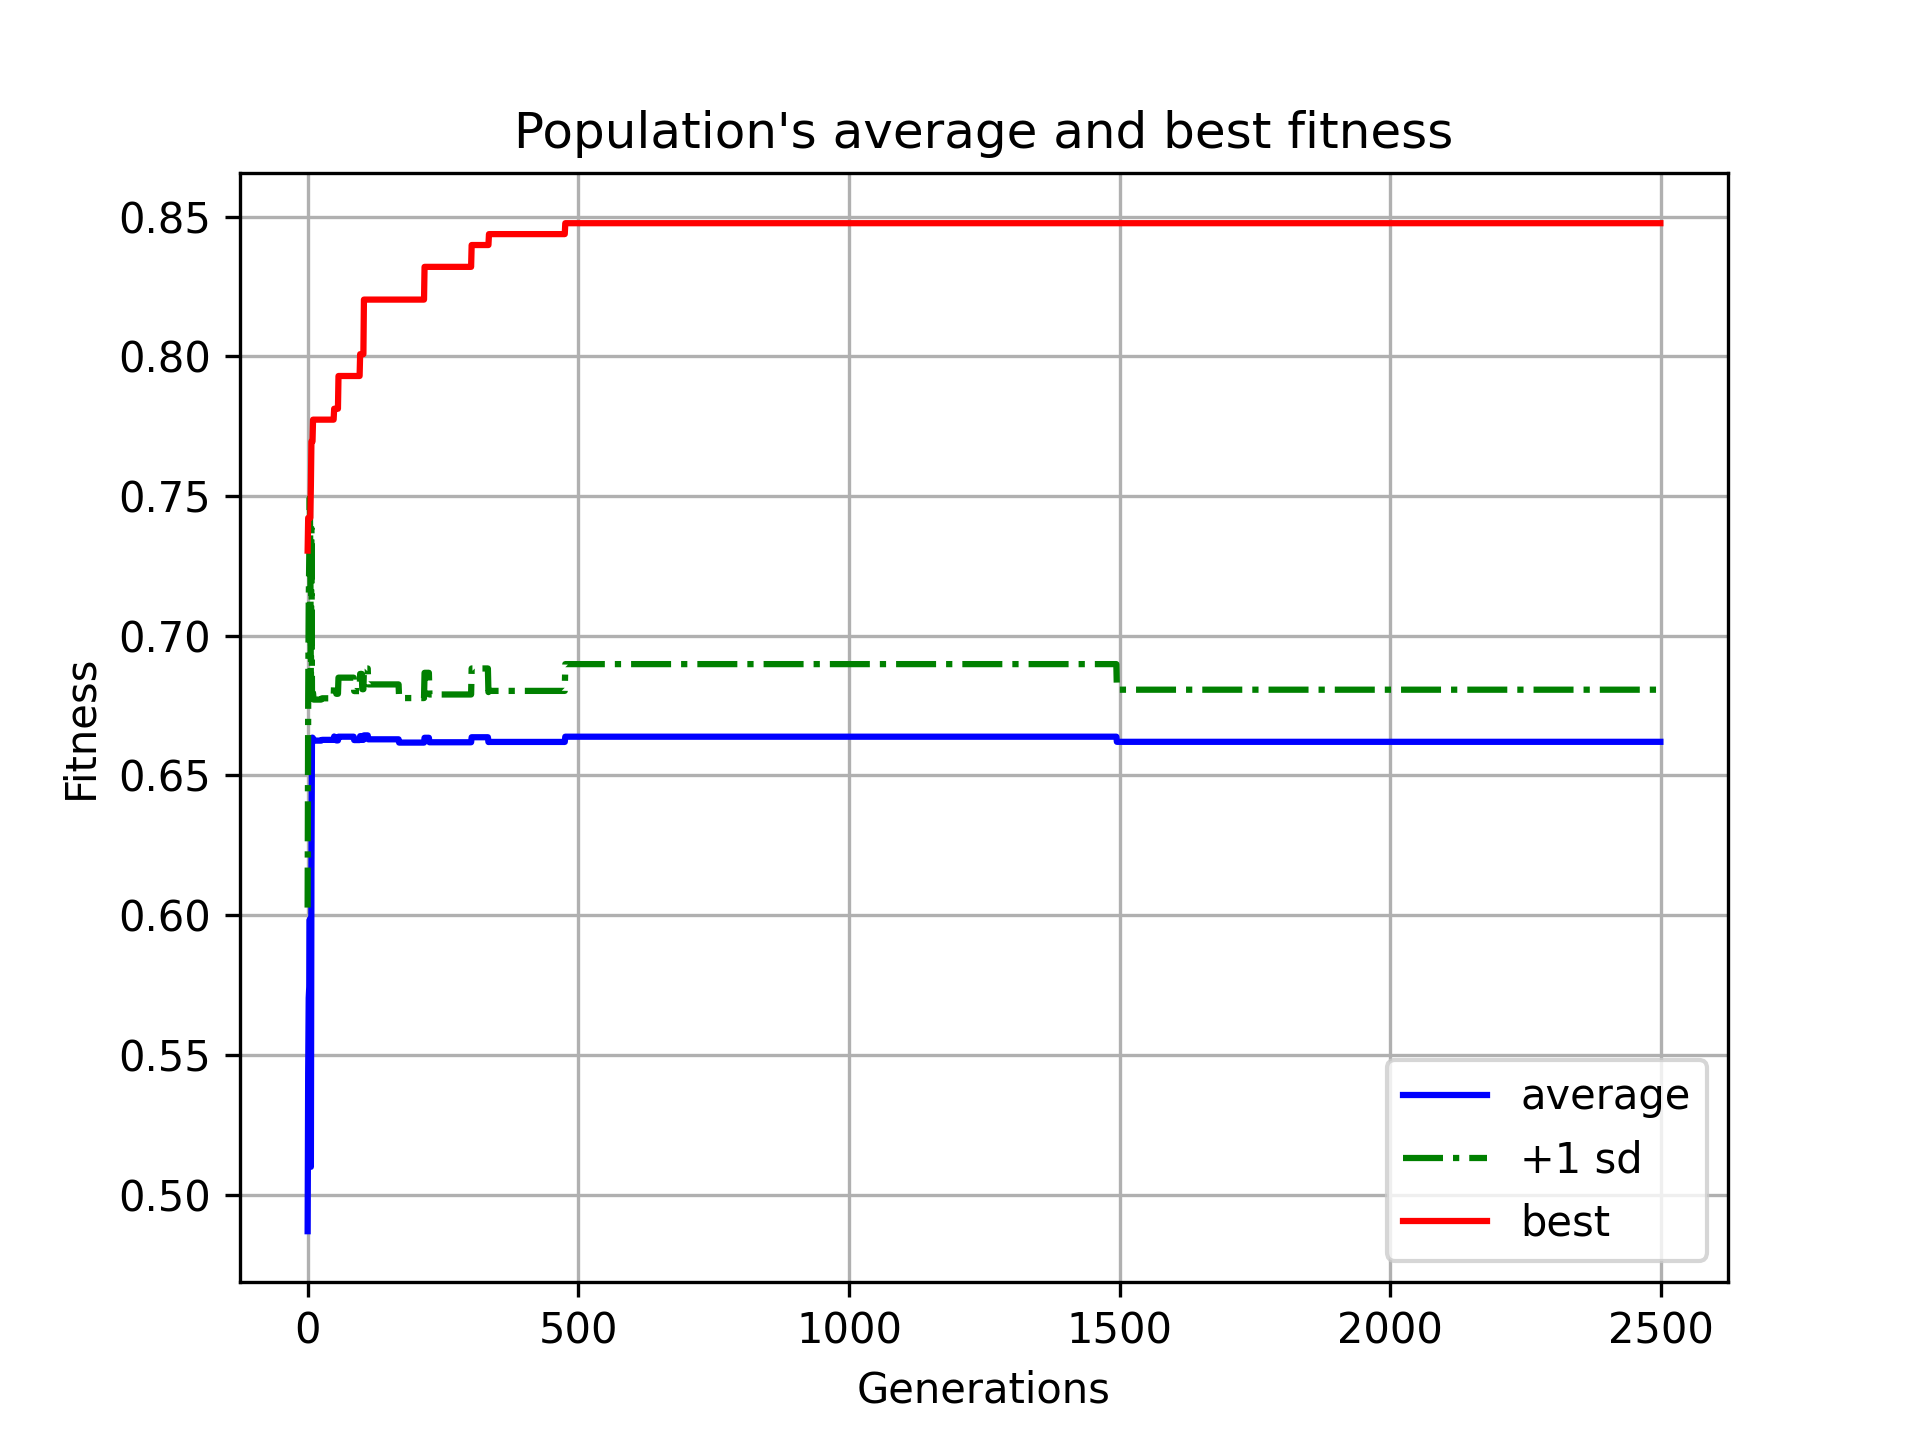 Population's average and best fitness
Fitness
0.85
0.80
0.75
0.70
0.65
0.60
0.55
0.50
average
+1 sd
best
0 500 1000 1500 2000 2500
Generations